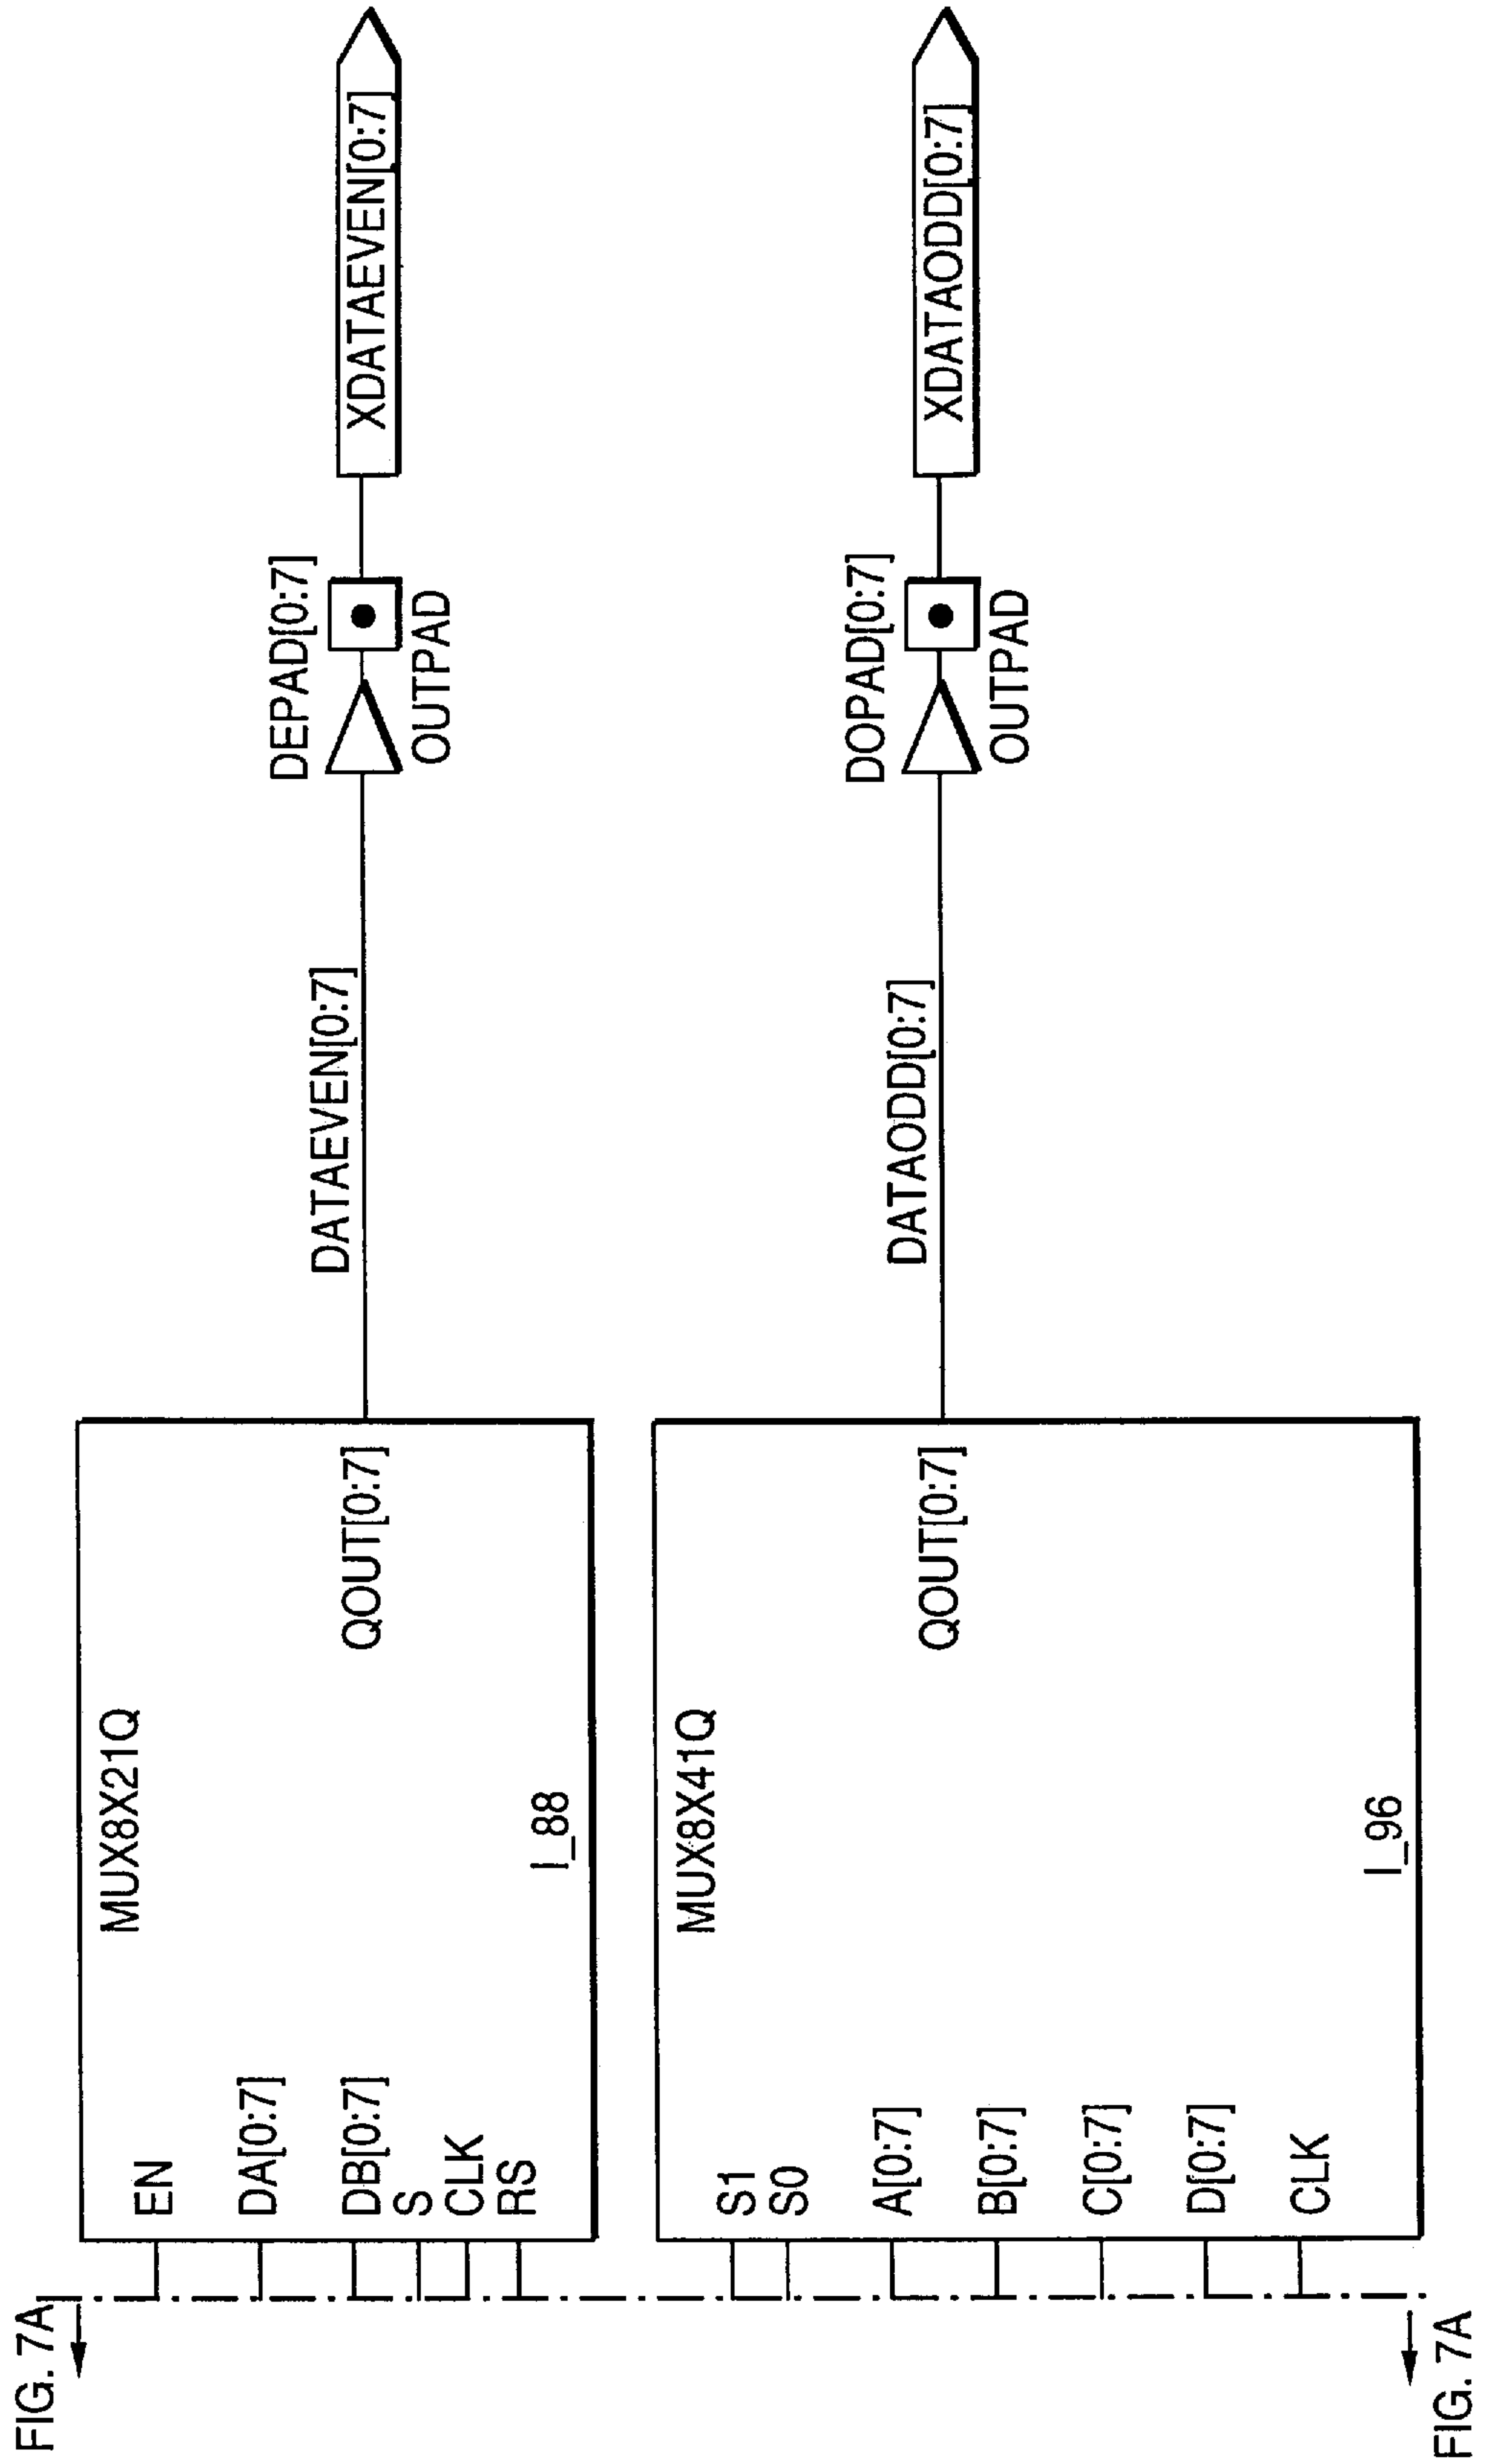 FIG. 7A
MUX8X21Q
EN
DA[0:7]
DB[0:7]
S
CLK
RS
QOUT[0:7]
I_88
DATAEVEN[0:7]
DEPAD[0:7]
OUTPAD
XDATAEVEN[0:7]
MUX8X41Q
S1
S0
A[0:7]
B[0:7]
C[0:7]
D[0:7]
CLK
QOUT[0:7]
I_96
DATAODD[0:7]
DOPAD[0:7]
OUTPAD
XDATAODD[0:7]
FIG. 7A